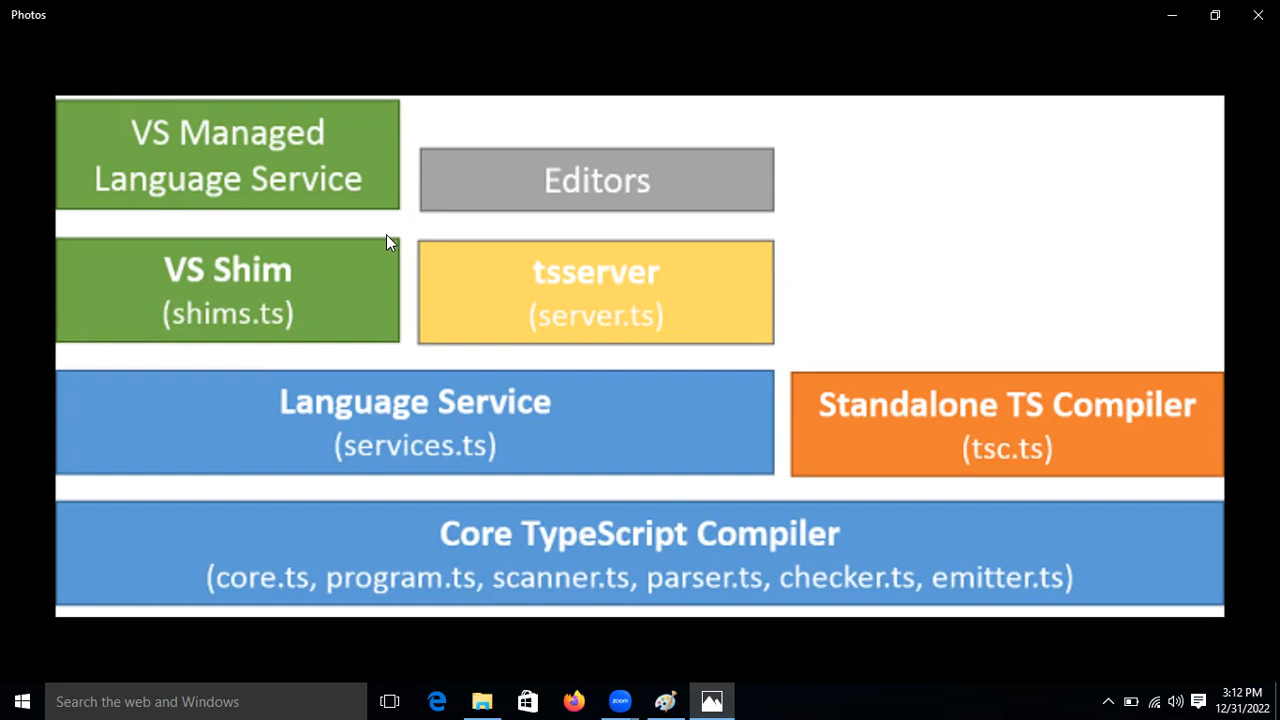 Photos
VS Managed
Language Service
Editors
VS Shim
(shims.ts)
tsserver
(server.ts)
Language Service
(services.ts)
Standalone TS Compiler
(tsc.ts)
Core TypeScript Compiler
(core.ts, program.ts, scanner.ts, parser.ts, checker.ts, emitter.ts)
Search the web and Windows
zoom
3:12 PM
12/31/2022